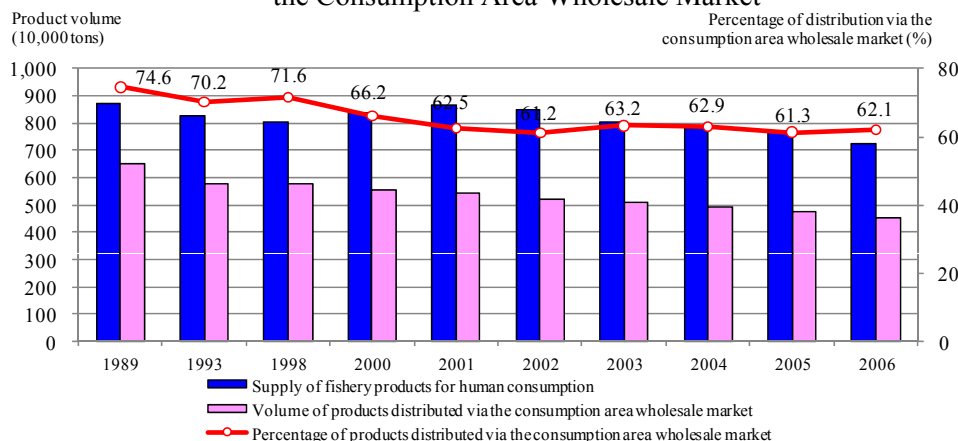 the Consumption Area Wholesale Market
Product volume
(10,000 tons)
Percentage of distribution via the
consumption area wholesale market (%)
1,000
900
800
700
600
500
400
300
200
100
0
80
60
40
20
0
74.6
70.2
71.6
66.2
62.5
61.2
63.2
62.9
61.3
62.1
1989 1993 1998 2000 2001 2002 2003 2004 2005 2006
Supply of fishery products for human consumption
Volume of products distributed via the consumption area wholesale market
Percentage of products distributed via the consumption area wholesale market